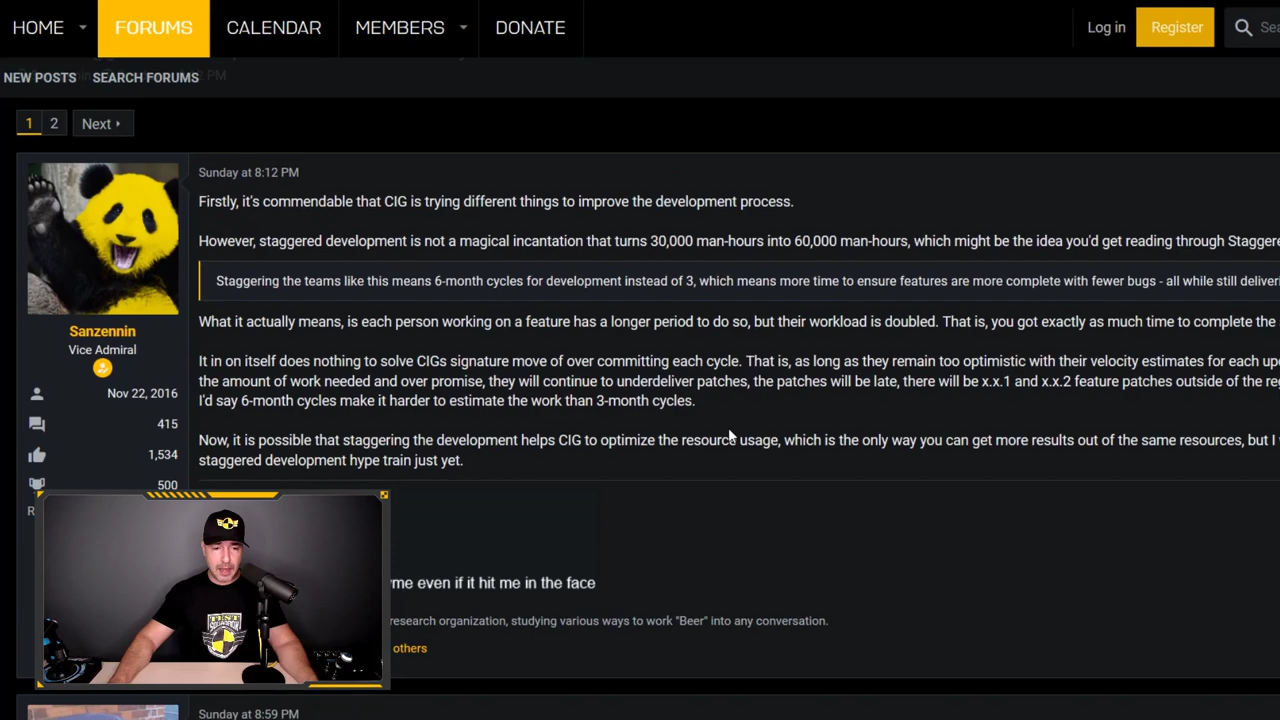 HOME FORUMS CALENDAR MEMBERS DONATE Log in Register
NEW POSTS SEARCH FORUMS PM
1 2 Next
Sunday at 8:12 PM
Firstly, it's commendable that CIG is trying different things to improve the development process.
However, staggered development is not a magical incantation that turns 30,000 man-hours into 60,000 man-hours, which might be the idea you'd get reading through
Staggering the teams like this means 6-month cycles for development instead of 3, which means more time to ensure features are more complete with fewer bugs - all while still
What it actually means, is each person working on a feature has a longer period to do so, but their workload is doubled. That is, you got exactly as much time to complete the
Sanzennin
Vice Admiral
It in on itself does nothing to solve CIGs signature move of over committing each cycle. That is, as long as they remain too optimistic with their velocity estimates for each
the amount of work needed and over promise, they will continue to underdeliver patches, the patches will be late, there will be x.x.1 and x.x.2 feature patches outside of the
I'd say 6-month cycles make it harder to estimate the work than 3-month cycles.
Nov 22, 2016
415
Now, it is possible that staggering the development helps CIG to optimize the resource usage, which is the only way you can get more results out of the same resources, but I
staggered development hype train just yet.
1,534
500
me even if it hit me in the face
research organization, studying various ways to work "Beer" into any conversation.
others
TEST
SQUADRON
Sunday at 8:59 PM